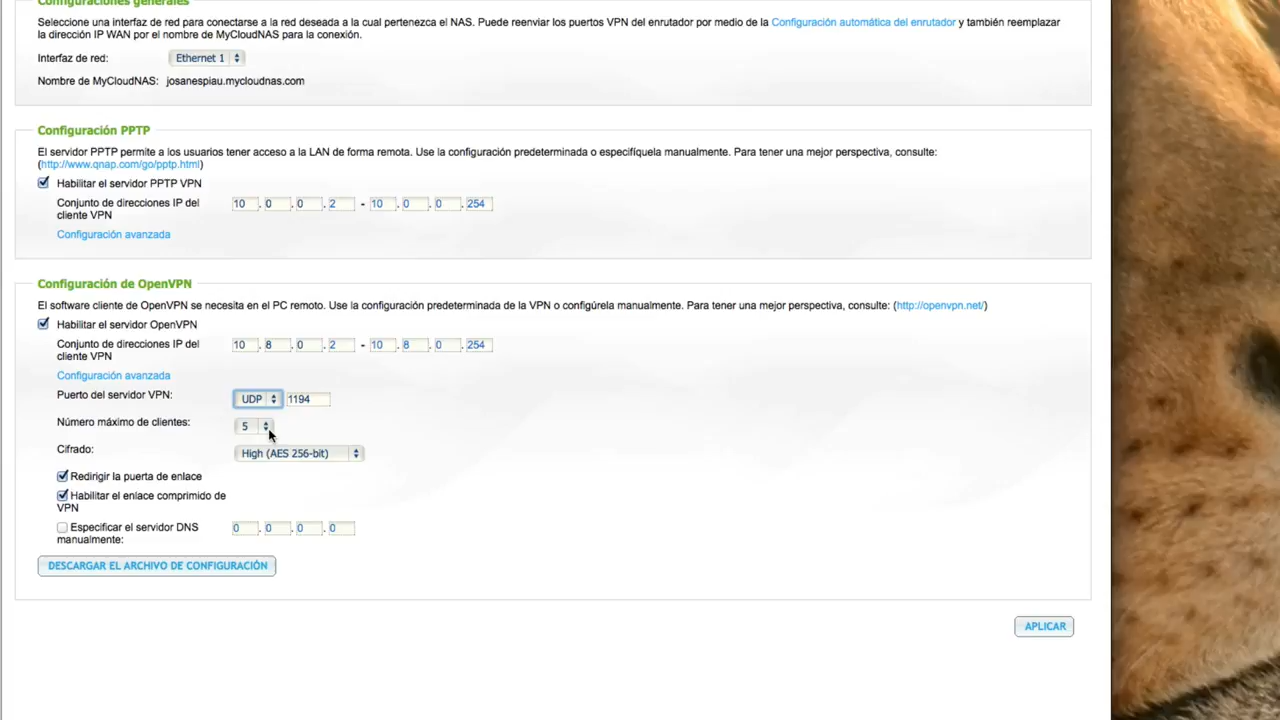 Configuraciones generales
Seleccione una interfaz de red para conectarse a la red deseada a la cual pertenezca el NAS. Puede reenviar los puertos VPN del enrutador por medio de la Configuración automática del enrutador y también reemplazar
la dirección IP WAN por el nombre de MyCloudNAS para la conexión.
Interfaz de red: Ethernet 1
Nombre de MyCloudNAS: josanespiau.mycloudnas.com
Configuración PPTP
El servidor PPTP permite a los usuarios tener acceso a la LAN de forma remota. Use la configuración predeterminada o especifíquela manualmente. Para tener una mejor perspectiva, consulte:
(http://www.qnap.com/go/pptp.html)
Habilitar el servidor PPTP VPN
Conjunto de direcciones IP del
cliente VPN
10 . 0 . 0 . 2 - 10 . 0 . 0 . 254
Configuración avanzada
Configuración de OpenVPN
El software cliente de OpenVPN se necesita en el PC remoto. Use la configuración predeterminada de la VPN o configúrela manualmente. Para tener una mejor perspectiva, consulte: (http://openvpn.net/)
Habilitar el servidor OpenVPN
Conjunto de direcciones IP del
cliente VPN
10 . 8 . 0 . 2 - 10 . 8 . 0 . 254
Configuración avanzada
Puerto del servidor VPN: UDP 1194
Número máximo de clientes: 5
Cifrado: High (AES 256-bit)
Redirigir la puerta de enlace
Habilitar el enlace comprimido de
VPN
Especificar el servidor DNS
manualmente:
0 . 0 . 0 . 0
DESCARGAR EL ARCHIVO DE CONFIGURACIÓN
APLICAR